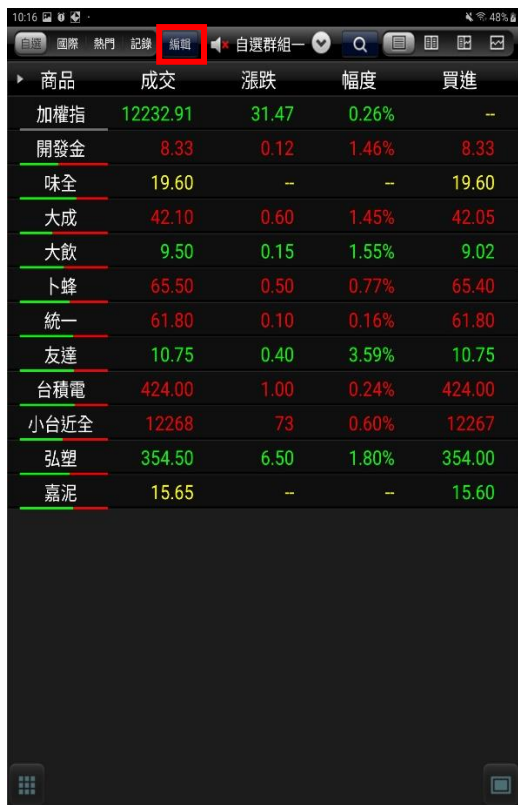 10:16 48%
自選 國際 熱門 記錄 編輯 自選群組一
商品 成交 漲跌 幅度 買進
加權指 12232.91 31.47 0.26% --
開發金 8.33 0.12 1.46% 8.33
味全 19.60 -- -- 19.60
大成 42.10 0.60 1.45% 42.05
大飲 9.50 0.15 1.55% 9.02
卜蜂 65.50 0.50 0.77% 65.40
統一 61.80 0.10 0.16% 61.80
友達 10.75 0.40 3.59% 10.75
台積電 424.00 1.00 0.24% 424.00
小台近全 12268 73 0.60% 12267
弘塑 354.50 6.50 1.80% 354.00
嘉泥 15.65 -- -- 15.60